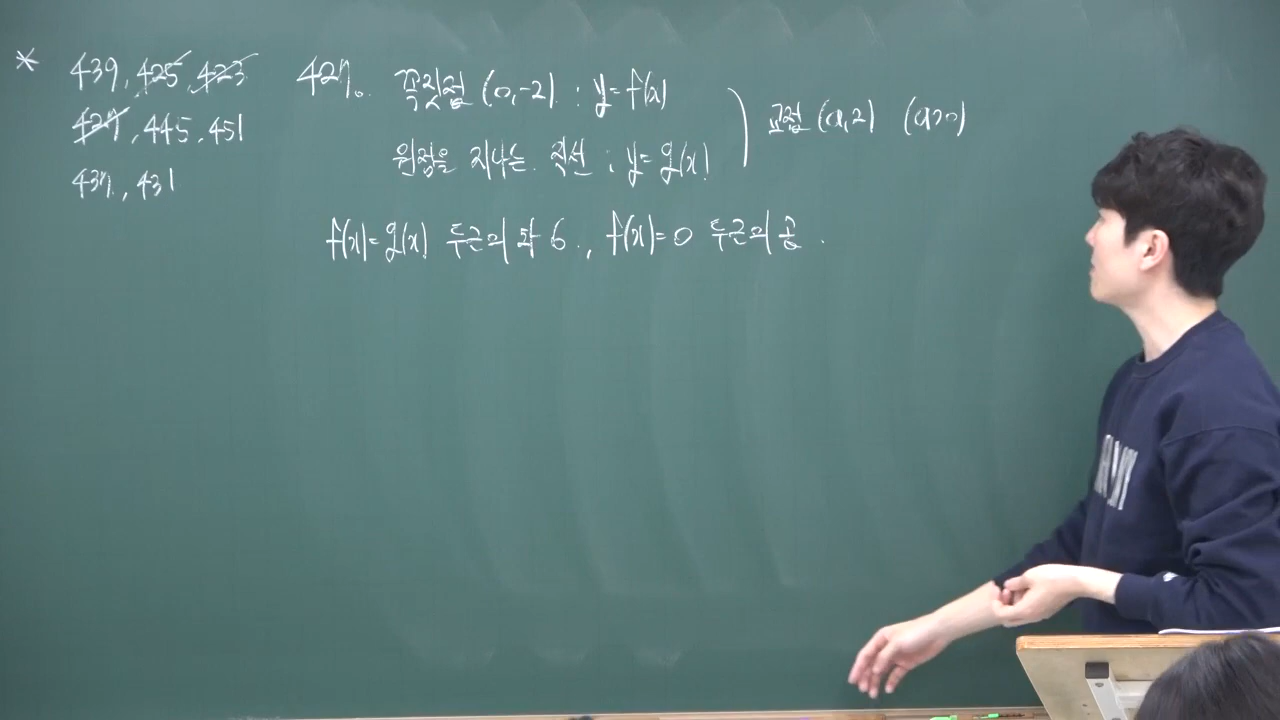 * 439, 425, 423
427, 445, 451
437, 431
427. 꼭짓점 (0,-2) : y=f(x)
원점을 지나는 직선 : y=g(x)
교점 (a,2) (a>0)
f(x)=g(x) 두근의 합 6., f(x)=0 두근의 곱.